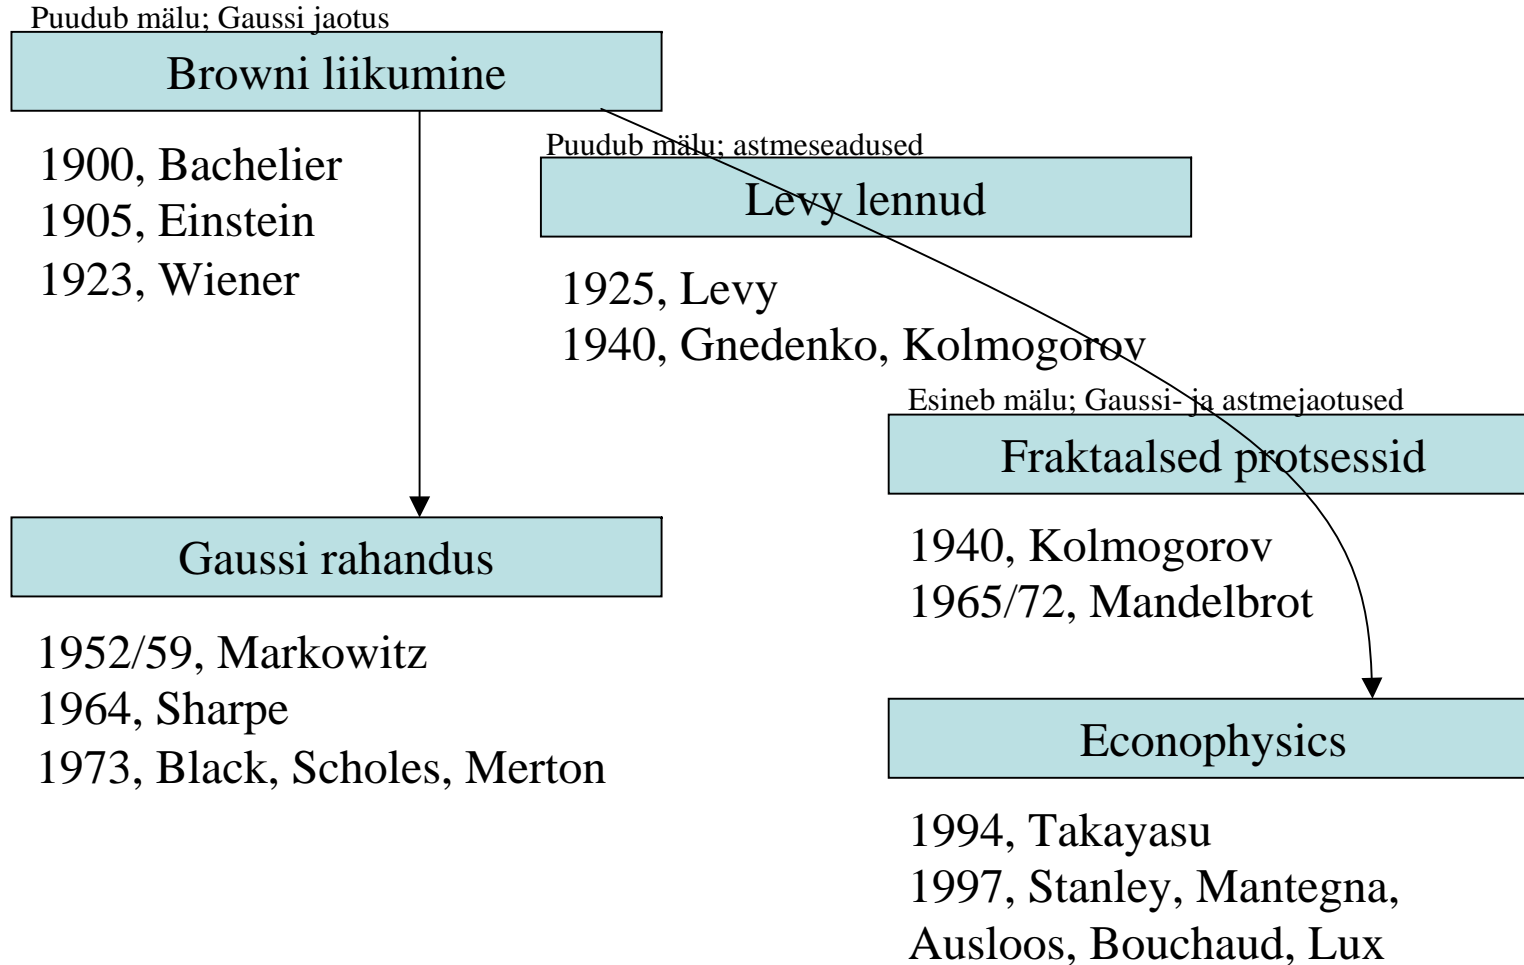 Puudub mälu; Gaussi jaotus
Browni liikumine
1900, Bachelier
1905, Einstein
1923, Wiener
Puudub mälu; astmeseadused
Levy lennud
1925, Levy
1940, Gnedenko, Kolmogorov
Esineb mälu; Gaussi- ja astmejaotused
Fraktaalsed protsessid
1940, Kolmogorov
1965/72, Mandelbrot
Gaussi rahandus
1952/59, Markowitz
1964, Sharpe
1973, Black, Scholes, Merton
Econophysics
1994, Takayasu
1997, Stanley, Mantegna,
Ausloos, Bouchaud, Lux